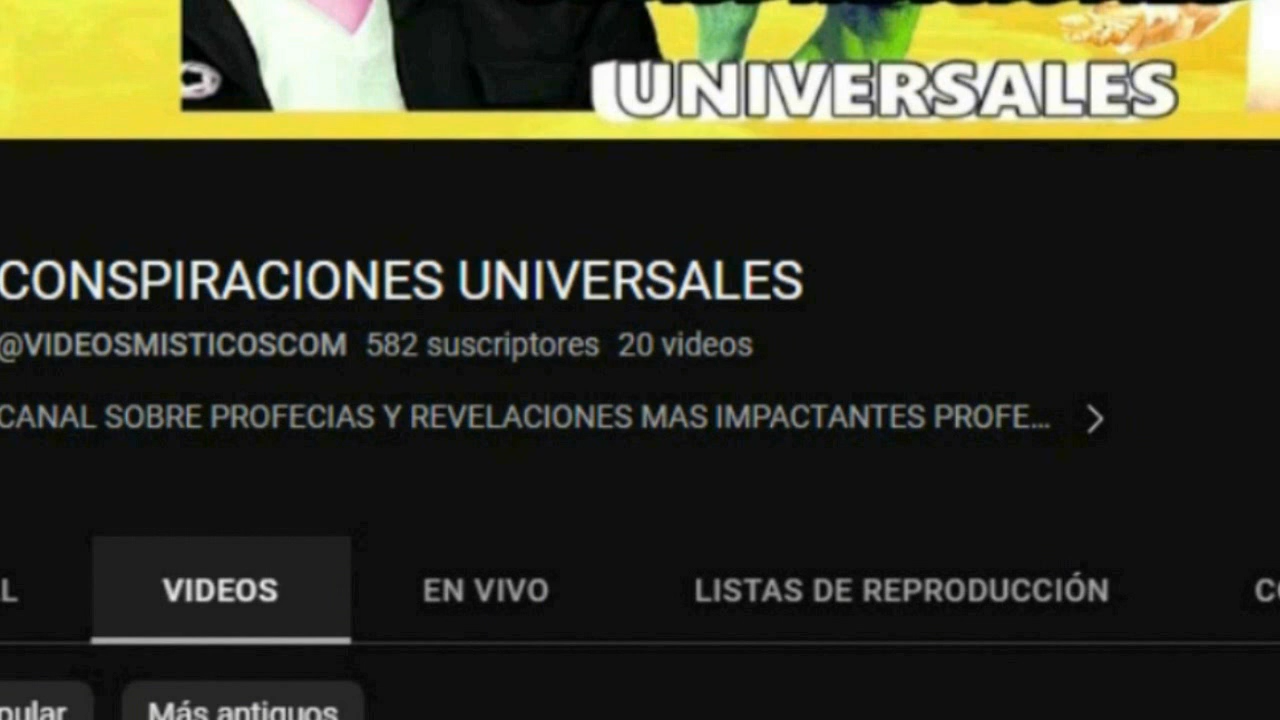 UNIVERSALES
CONSPIRACIONES UNIVERSALES
@VIDEOSMISTICOSCOM 582 suscriptores 20 videos
CANAL SOBRE PROFECIAS Y REVELACIONES MAS IMPACTANTES PROFE...
VIDEOS EN VIVO LISTAS DE REPRODUCCIÓN
Más antiguos